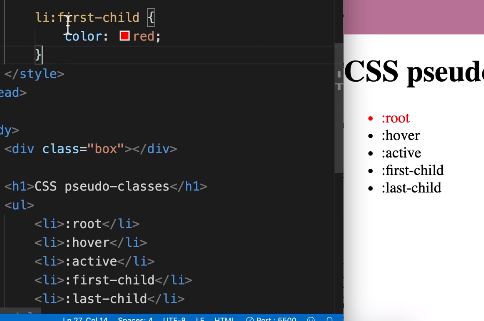 li:first-child {
color: red;
}
</style>
ead>
dy>
<div class="box"></div>
<h1>CSS pseudo-classes</h1>
<ul>
<li>:root</li>
<li>:hover</li>
<li>:active</li>
<li>:first-child</li>
<li>:last-child</li>
Ln 27, Col 14 Spaces: 4 UTF-8 LF HTML Port : 5500
CSS pseudo
:root
:hover
:active
:first-child
:last-child